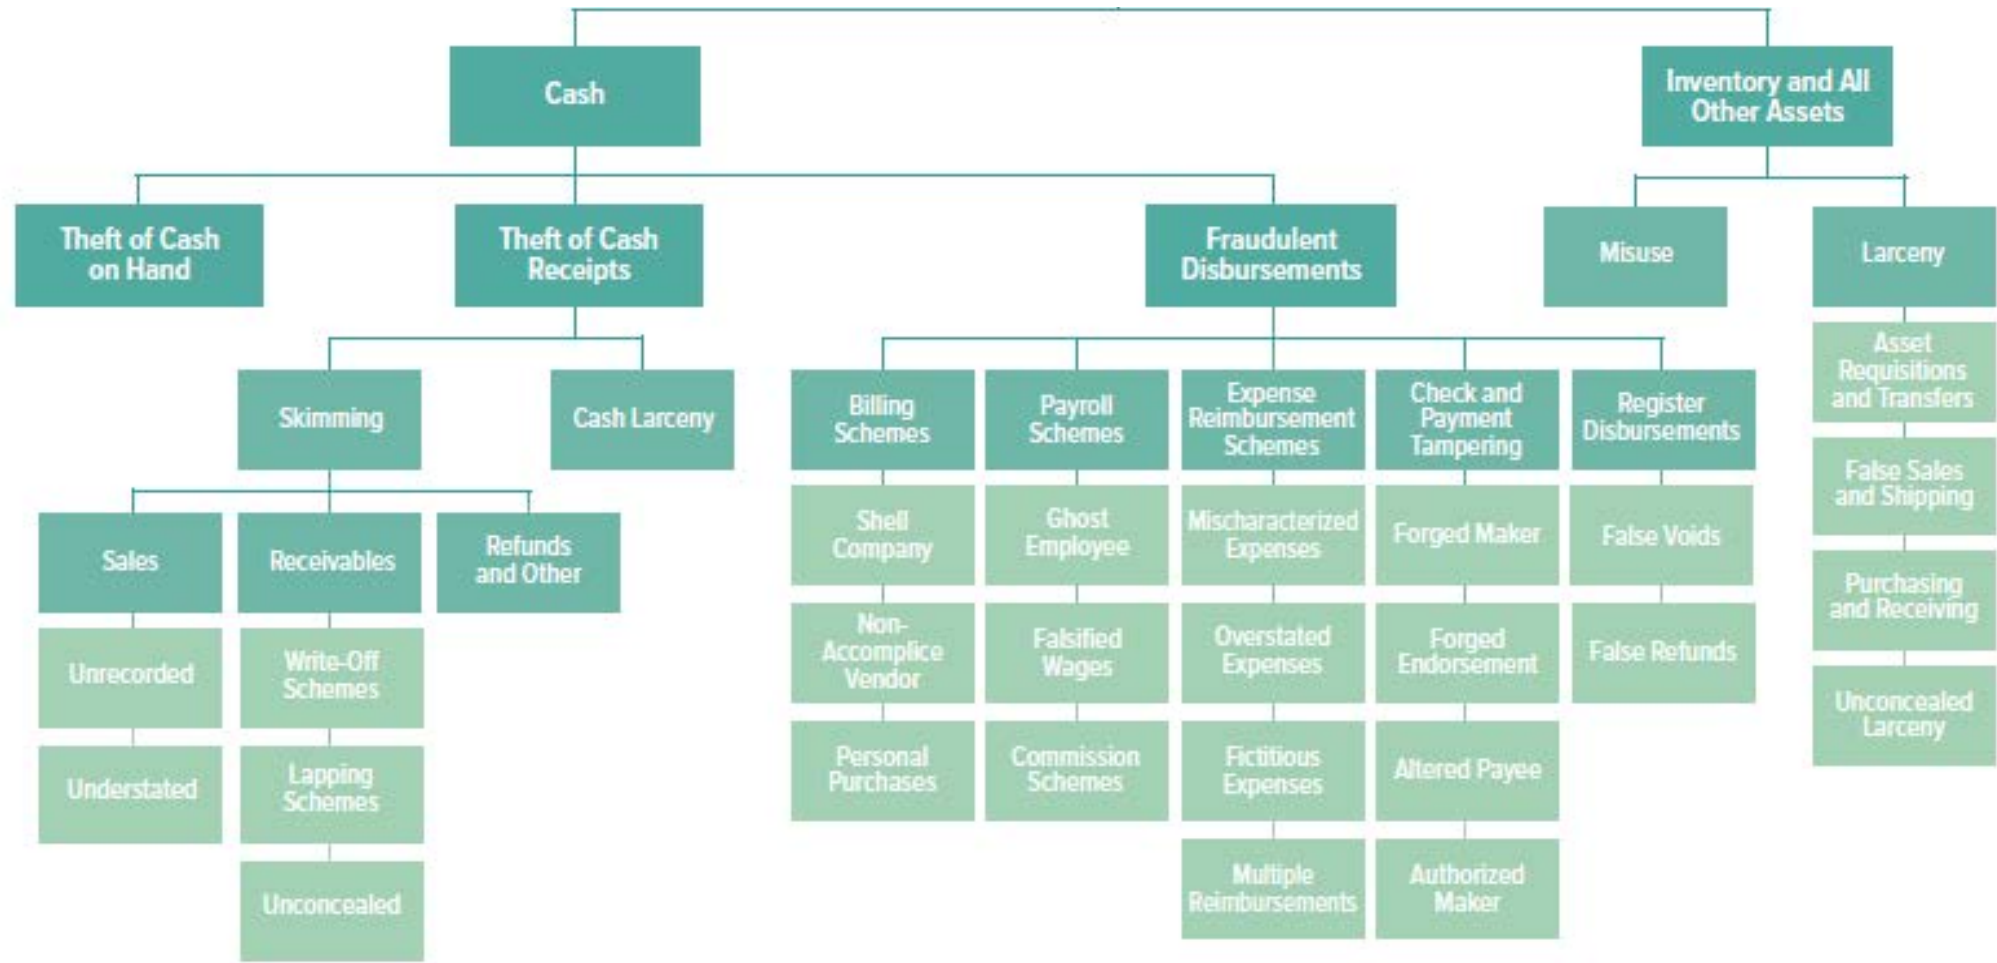 Cash
Inventory and All
Other Assets
Theft of Cash
on Hand
Theft of Cash
Receipts
Fraudulent
Disbursements
Misuse
Larceny
Skimming
Cash Larceny
Billing
Schemes
Payroll
Schemes
Expense
Reimbursement
Schemes
Check and
Payment
Tampering
Register
Disbursements
Asset
Requisitions
and Transfers
False Sales
and Shipping
Purchasing
and Receiving
Unconcealed
Larceny
Sales
Receivables
Refunds
and Other
Unrecorded
Understated
Write-Off
Schemes
Lapping
Schemes
Unconcealed
Shell
Company
Non-
Accomplice
Vendor
Personal
Purchases
Ghost
Employee
Falsified
Wages
Commission
Schemes
Mischaracterized
Expenses
Overstated
Expenses
Fictitious
Expenses
Multiple
Reimbursements
Forged Maker
Forged
Endorsement
Altered Payee
Authorized
Maker
False Voids
False Refunds